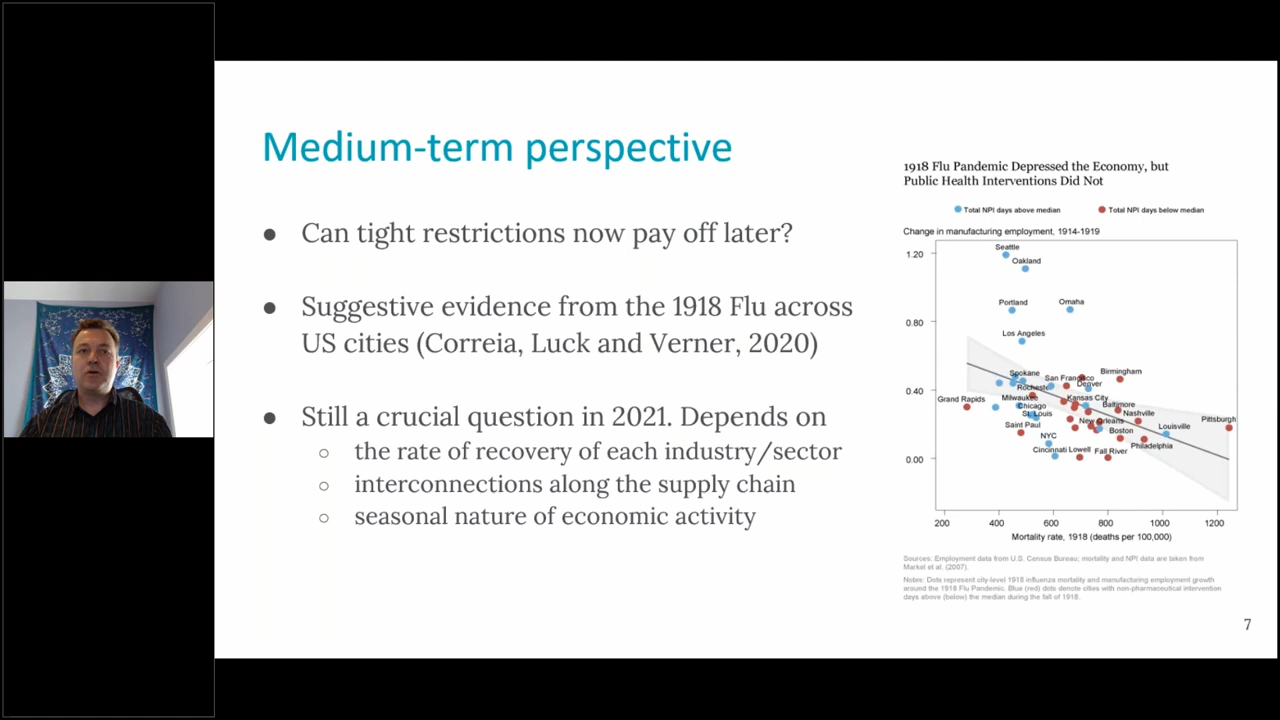 Medium-term perspective
● Can tight restrictions now pay off later?
● Suggestive evidence from the 1918 Flu across
US cities (Correia, Luck and Verner, 2020)
● Still a crucial question in 2021. Depends on
○ the rate of recovery of each industry/sector
○ interconnections along the supply chain
○ seasonal nature of economic activity
1918 Flu Pandemic Depressed the Economy, but
Public Health Interventions Did Not
Total NPI days above median
Total NPI days below median
Change in manufacturing employment, 1914-1919
1.20
0.80
0.40
0.00
Seattle
Oakland
Portland
Omaha
Los Angeles
Spokane
San Francisco
Birmingham
Rochester
Denver
Grand Rapids
Milwaukee
Kansas City
Chicago
Baltimore
St. Louis
Nashville
Saint Paul
New Orleans
Pittsburgh
Louisville
NYC
Boston
Cincinnati
Lowell
Fall River
Philadelphia
200
400
600
800
1000
1200
Mortality rate, 1918 (deaths per 100,000)
Sources: Employment data from U.S. Census Bureau; mortality and NPI data are taken from
Markel et al. (2007).
Notes: Dots represent city-level 1918 influenza mortality and manufacturing employment growth
around the 1918 Flu Pandemic. Blue (red) dots denote cities with non-pharmaceutical intervention
days above (below) the median during the fall of 1918.
7